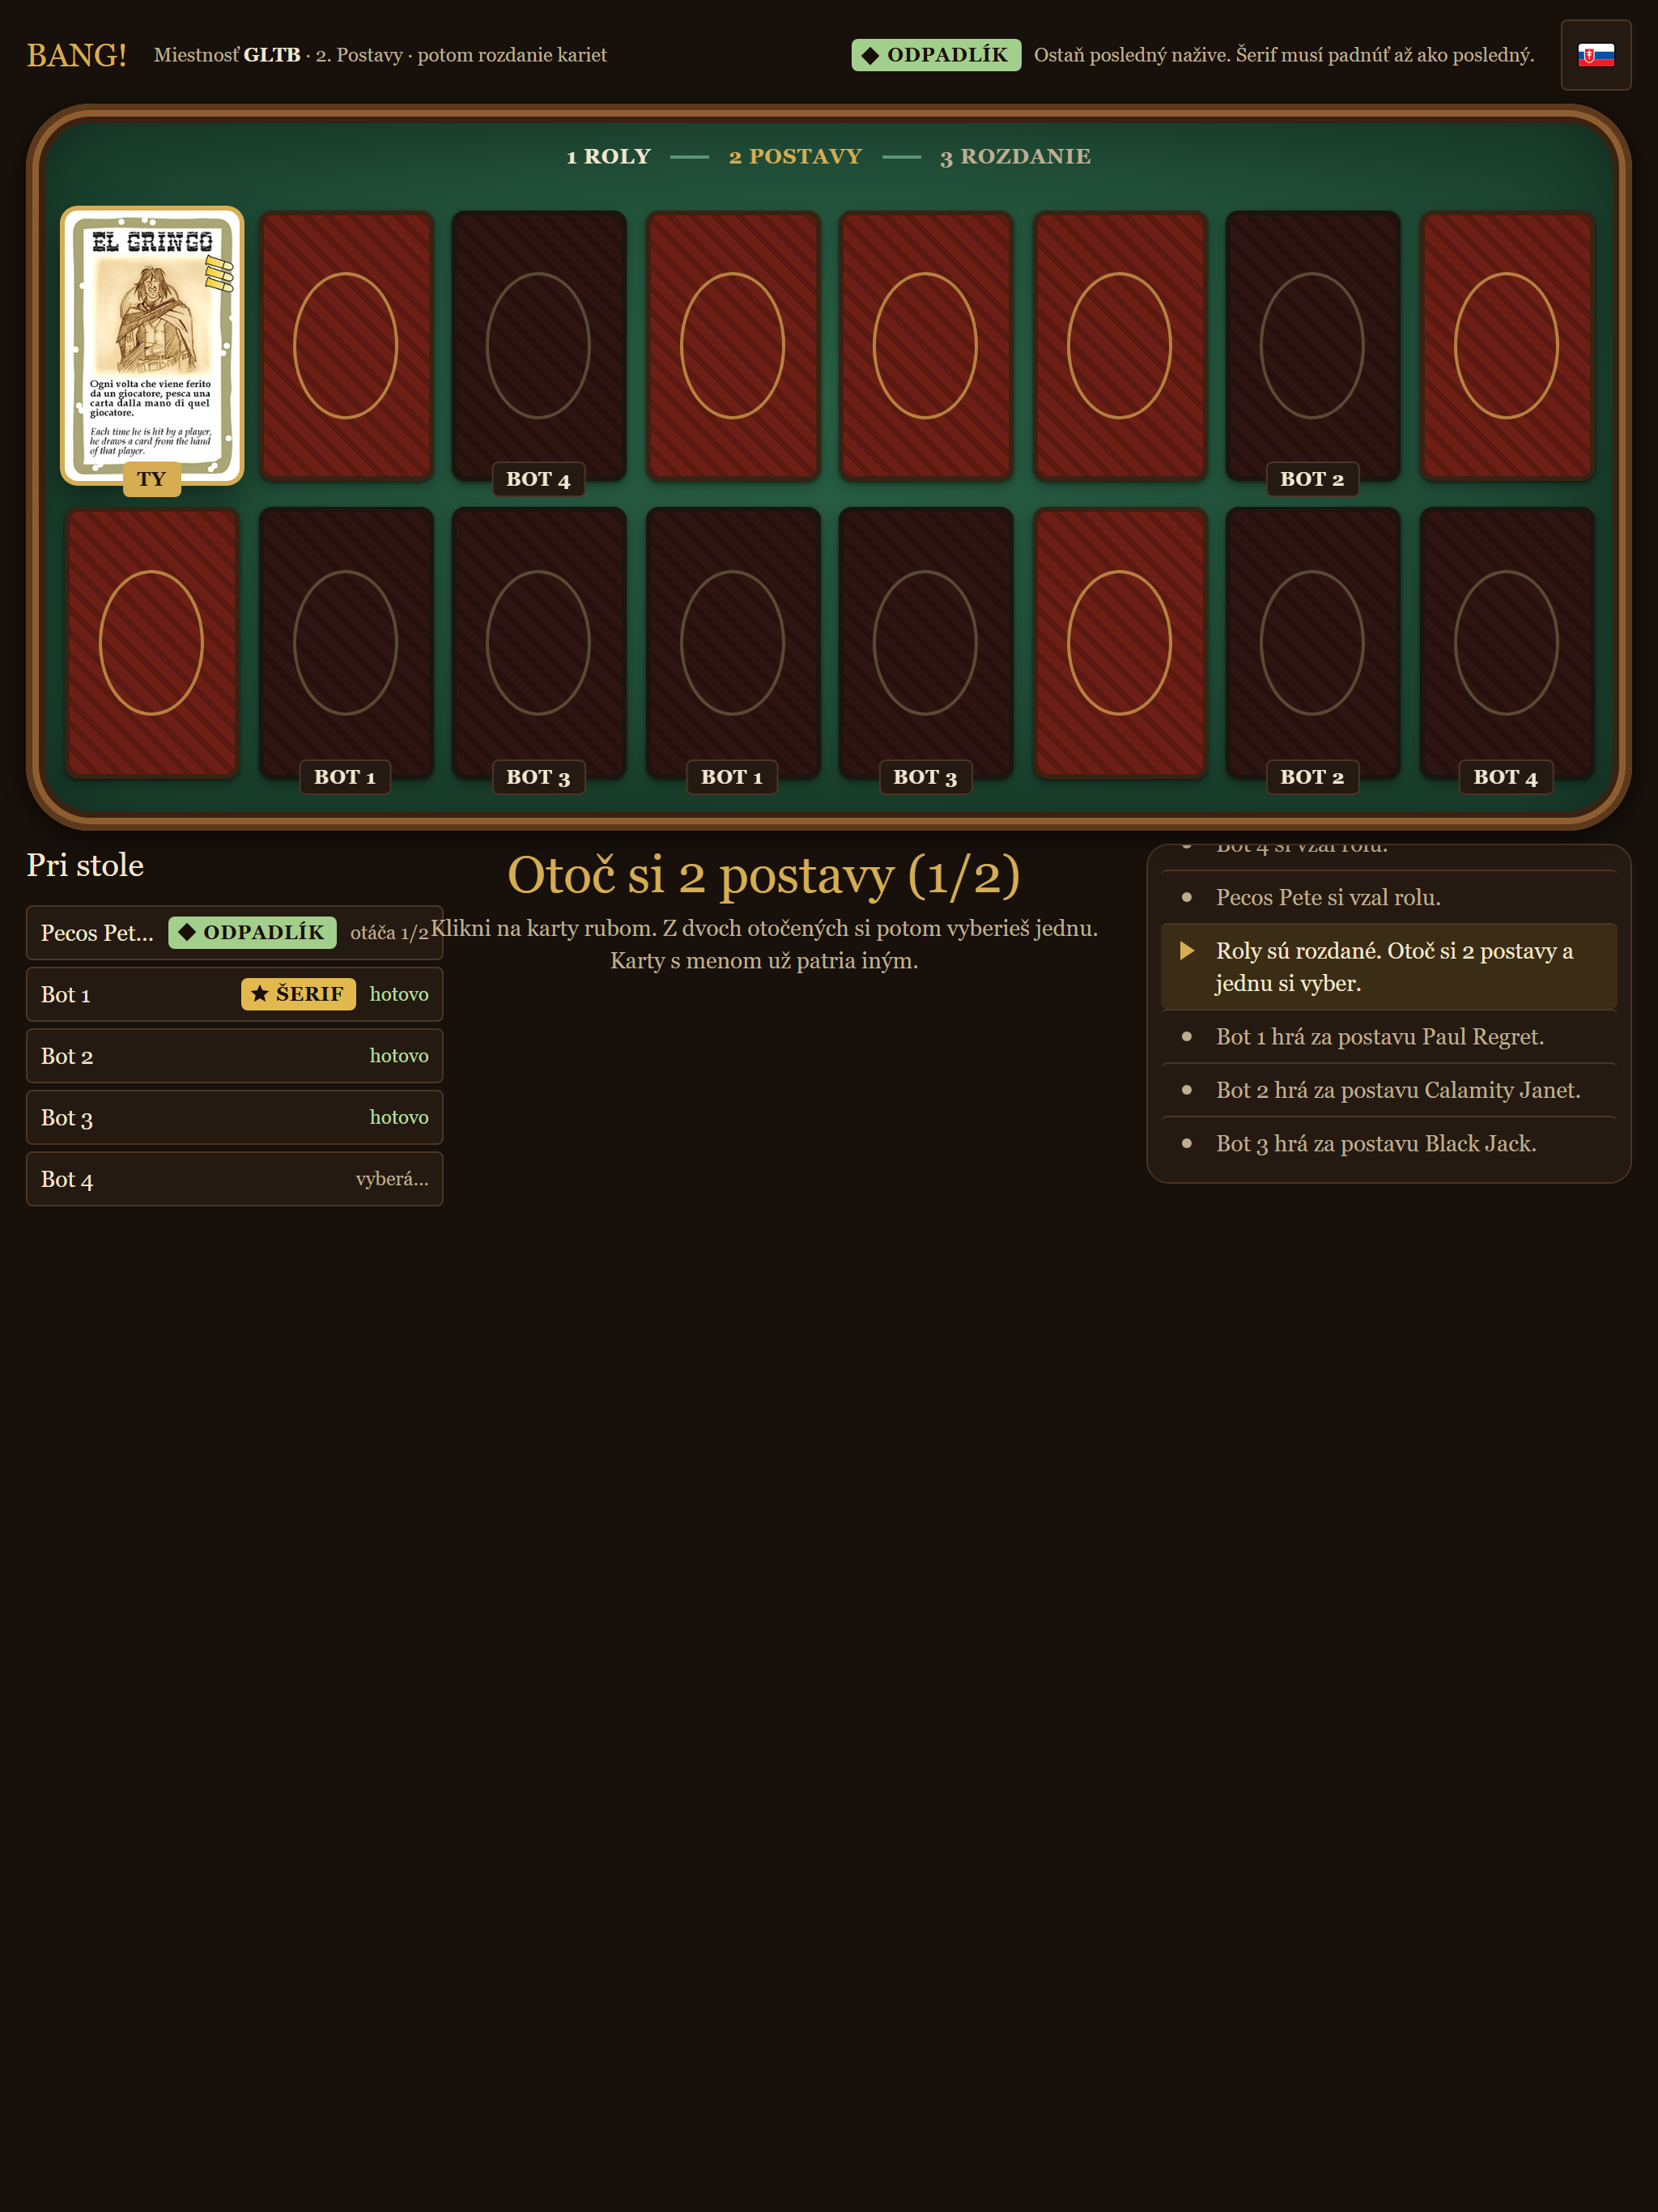 BANG!
Miestnosť GLTB · 2. Postavy · potom rozdanie kariet
◆ ODPADLÍK
Ostaň posledný nažive. Šerif musí padnúť až ako posledný.
1 ROLY
2 POSTAVY
3 ROZDANIE
EL GRINGO
Ogni volta che viene ferito
da un giocatore, pesca una
carta dalla mano di quel
giocatore.
Each time he is hit by a player,
he draws a card from the hand
of that player.
TY
BOT 4
BOT 2
BOT 1
BOT 3
BOT 1
BOT 3
BOT 2
BOT 4
Pri stole
Pecos Pet...
◆ ODPADLÍK
otáča 1/2
Bot 1
★ ŠERIF
hotovo
Bot 2
hotovo
Bot 3
hotovo
Bot 4
vyberá...
Otoč si 2 postavy (1/2)
Klikni na karty rubom. Z dvoch otočených si potom vyberieš jednu.
Karty s menom už patria iným.
Bot 4 si vzal rolu.
Pecos Pete si vzal rolu.
Roly sú rozdané. Otoč si 2 postavy a
jednu si vyber.
Bot 1 hrá za postavu Paul Regret.
Bot 2 hrá za postavu Calamity Janet.
Bot 3 hrá za postavu Black Jack.